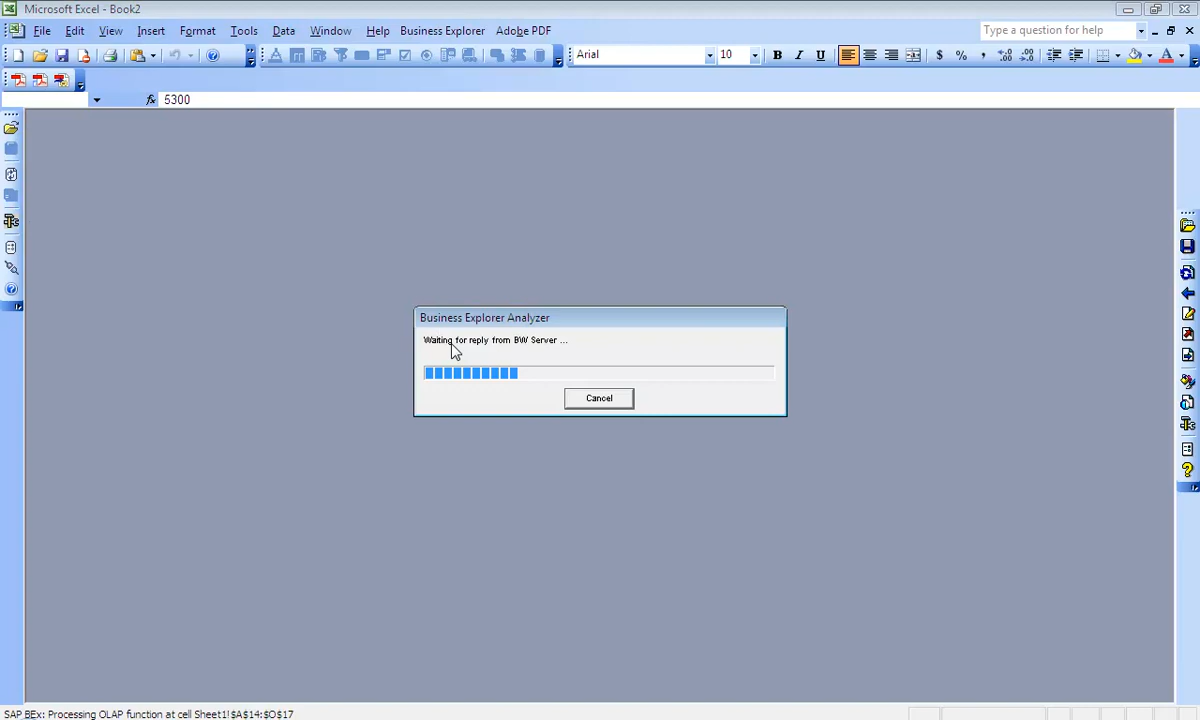 Microsoft Excel - Book2
File Edit View Insert Format Tools Data Window Help Business Explorer Adobe PDF Type a question for help
Arial 10 B I U $ % ,
fx 5300
Business Explorer Analyzer
Waiting for reply from BW Server ...
Cancel
SAP BEx: Processing OLAP function at cell Sheet1!$A$14:$O$17